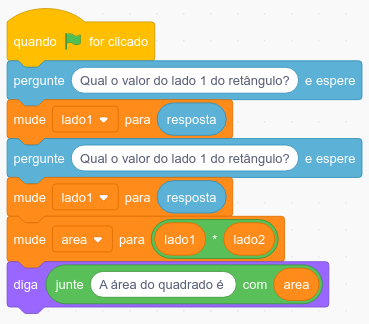 quando for clicado
pergunte Qual o valor do lado 1 do retângulo? e espere
mude lado1 para resposta
pergunte Qual o valor do lado 1 do retângulo? e espere
mude lado1 para resposta
mude area para lado1 * lado2
diga junte A área do quadrado é com area